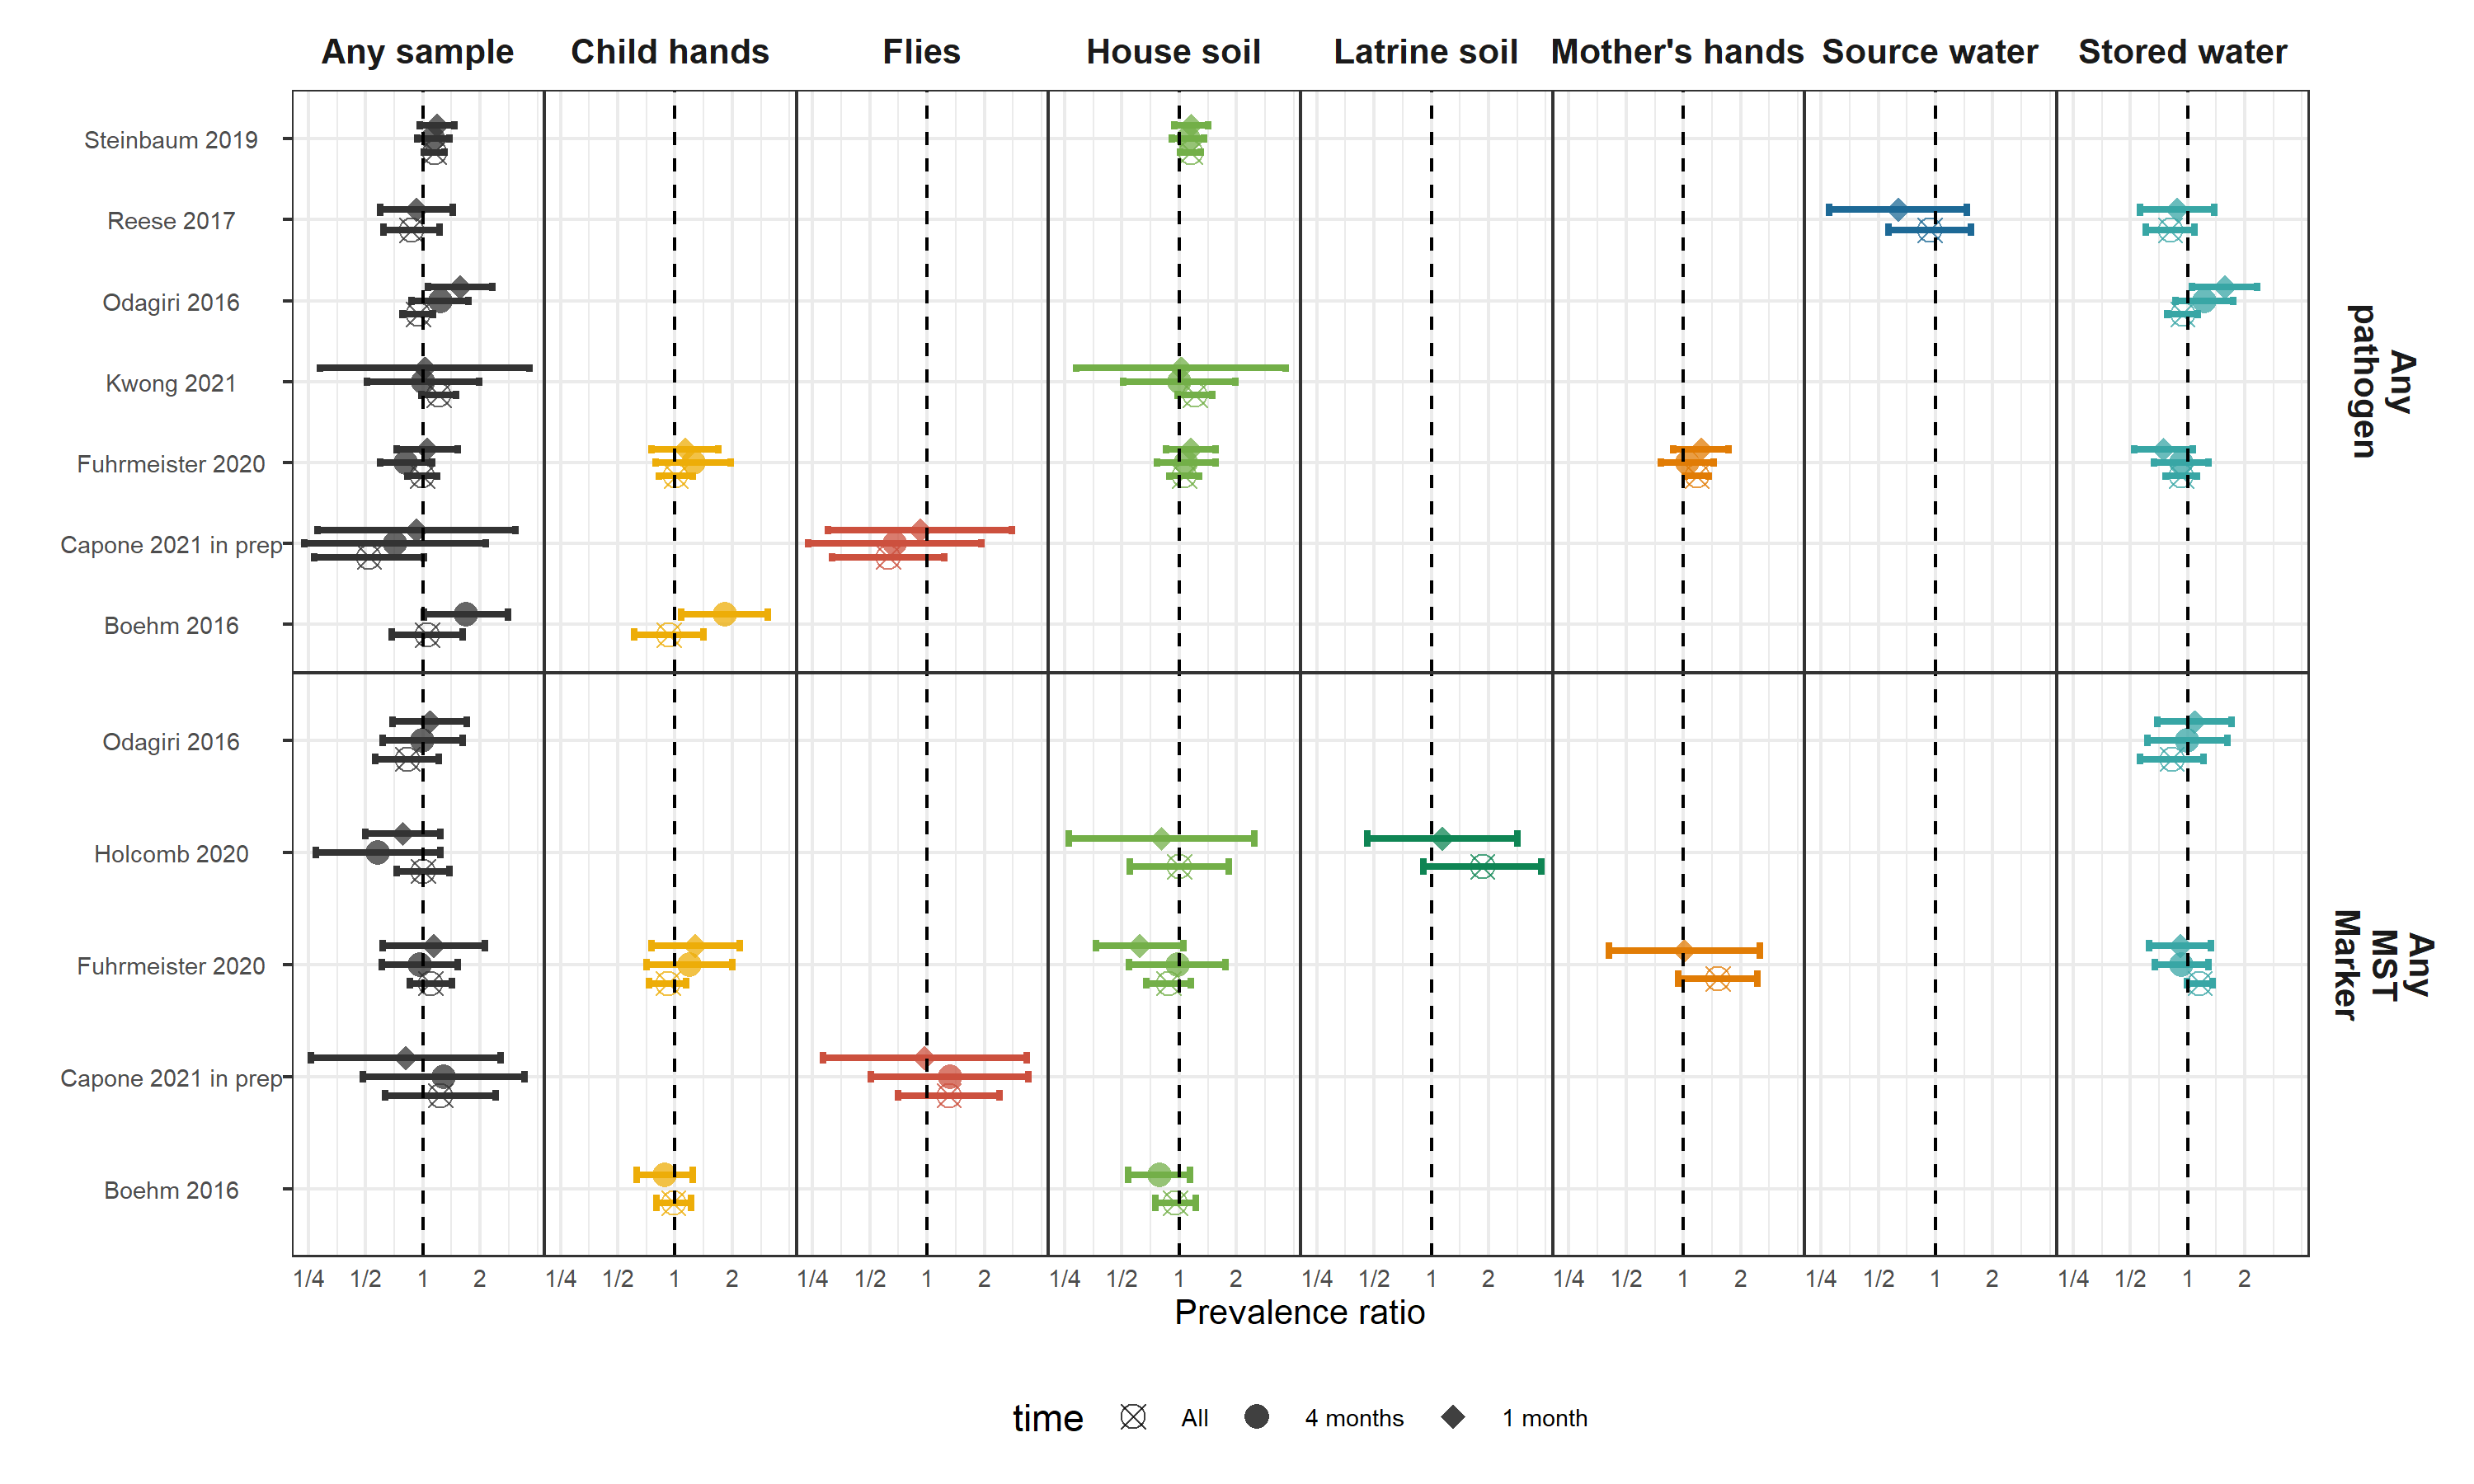 Any sample Child hands Flies House soil Latrine soil Mother's hands Source water Stored water
Steinbaum 2019
Reese 2017
Odagiri 2016
Kwong 2021
Fuhrmeister 2020
Capone 2021 in prep
Boehm 2016
Any
pathogen
Odagiri 2016
Holcomb 2020
Fuhrmeister 2020
Capone 2021 in prep
Boehm 2016
Any
MST
Marker
1/4 1/2 1 2 1/4 1/2 1 2 1/4 1/2 1 2 1/4 1/2 1 2 1/4 1/2 1 2 1/4 1/2 1 2 1/4 1/2 1 2 1/4 1/2 1 2
Prevalence ratio
time All 4 months 1 month